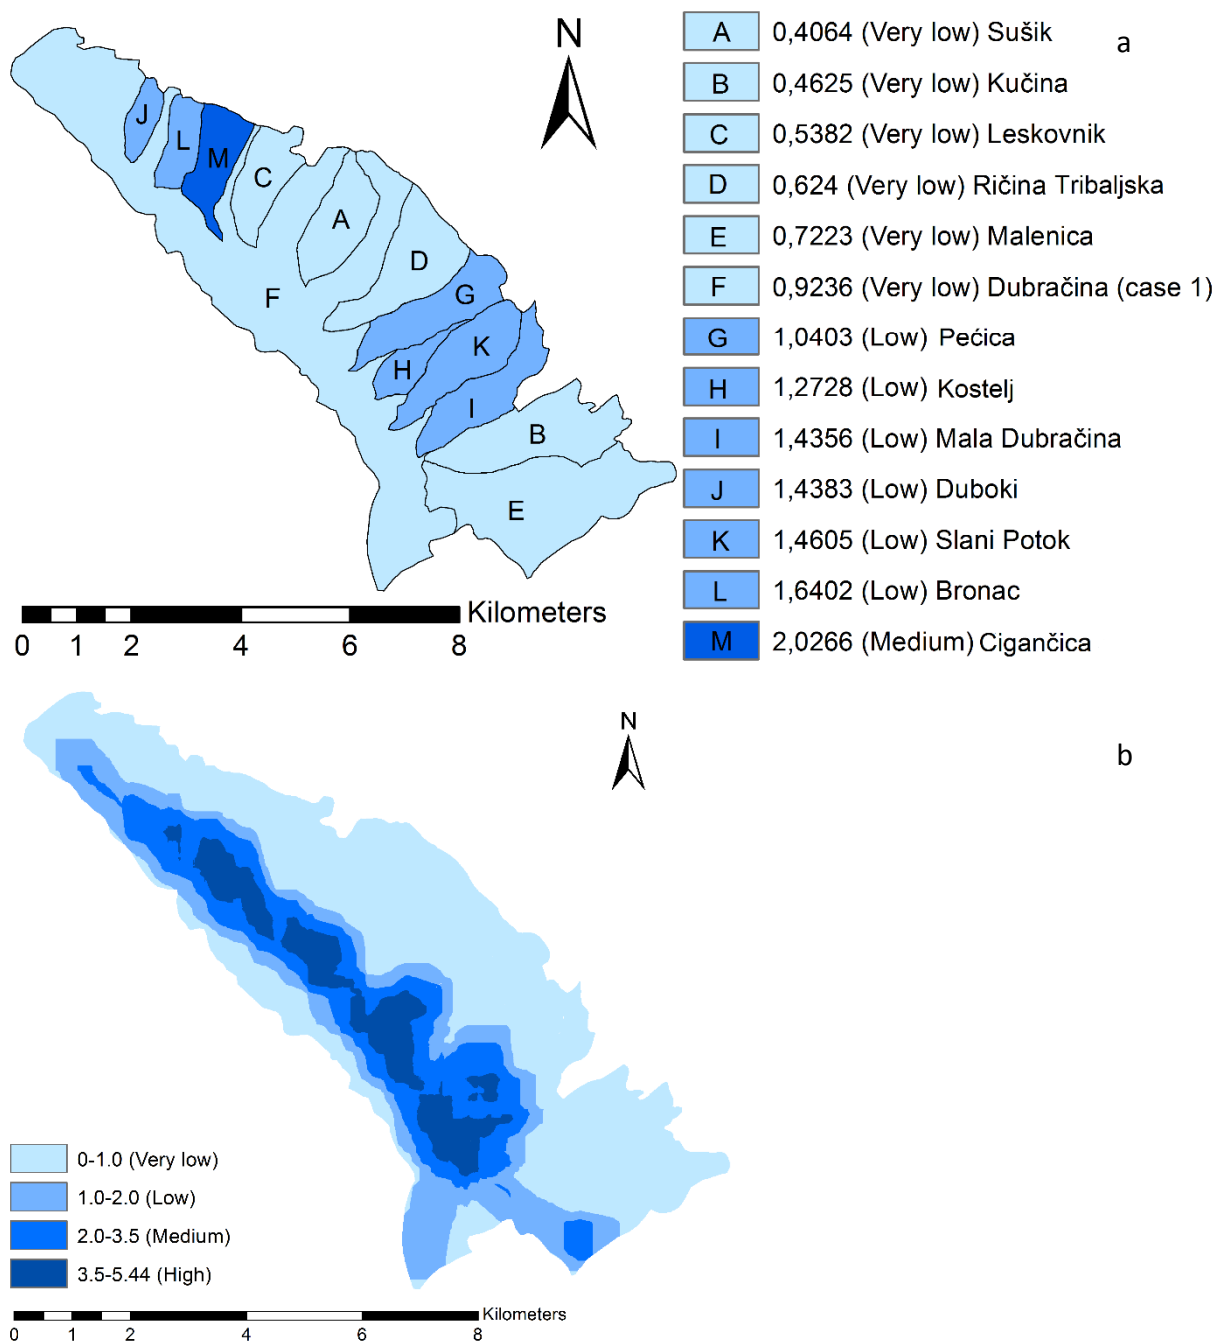 N
a
A 0,4064 (Very low) Sušik
B 0,4625 (Very low) Kučina
C 0,5382 (Very low) Leskovnik
D 0,624 (Very low) Ričina Tribaljska
E 0,7223 (Very low) Malenica
F 0,9236 (Very low) Dubračina (case 1)
G 1,0403 (Low) Pećica
H 1,2728 (Low) Kostelj
I 1,4356 (Low) Mala Dubračina
J 1,4383 (Low) Duboki
K 1,4605 (Low) Slani Potok
L 1,6402 (Low) Bronac
M 2,0266 (Medium) Cigančica
J
L
M
C
A
D
F
G
K
H
I
B
E
Kilometers
0 1 2 4 6 8
N
b
0-1.0 (Very low)
1.0-2.0 (Low)
2.0-3.5 (Medium)
3.5-5.44 (High)
Kilometers
0 1 2 4 6 8